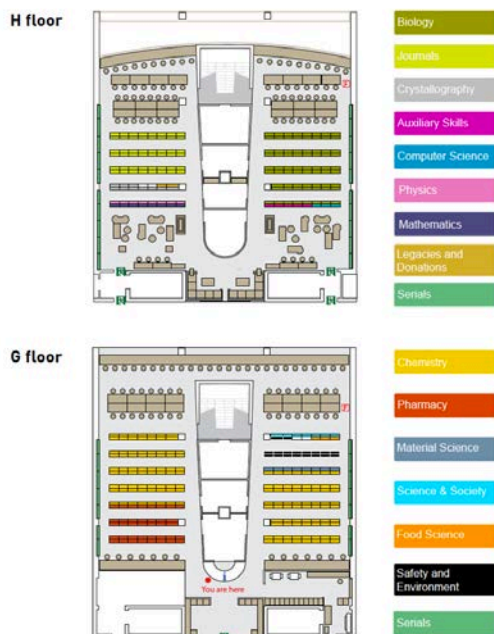 H floor
Biology
Journals
Crystallography
Auxiliary Skills
Computer Science
Physics
Mathematics
Legacies and
Donations
Serials
G floor
Chemistry
Pharmacy
Material Science
Science & Society
Food Science
Safety and
Environment
Serials
You are here